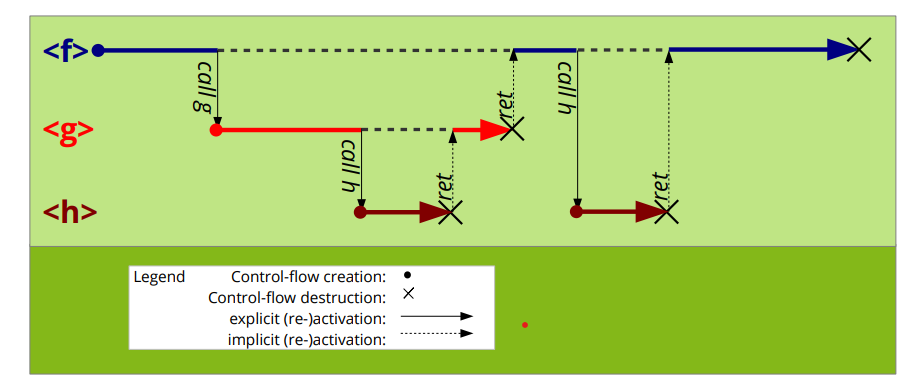 <f>
call g
ret
call h
<g>
call h
ret
ret
<h>
Legend
Control-flow creation:
Control-flow destruction:
explicit (re-)activation:
implicit (re-)activation: